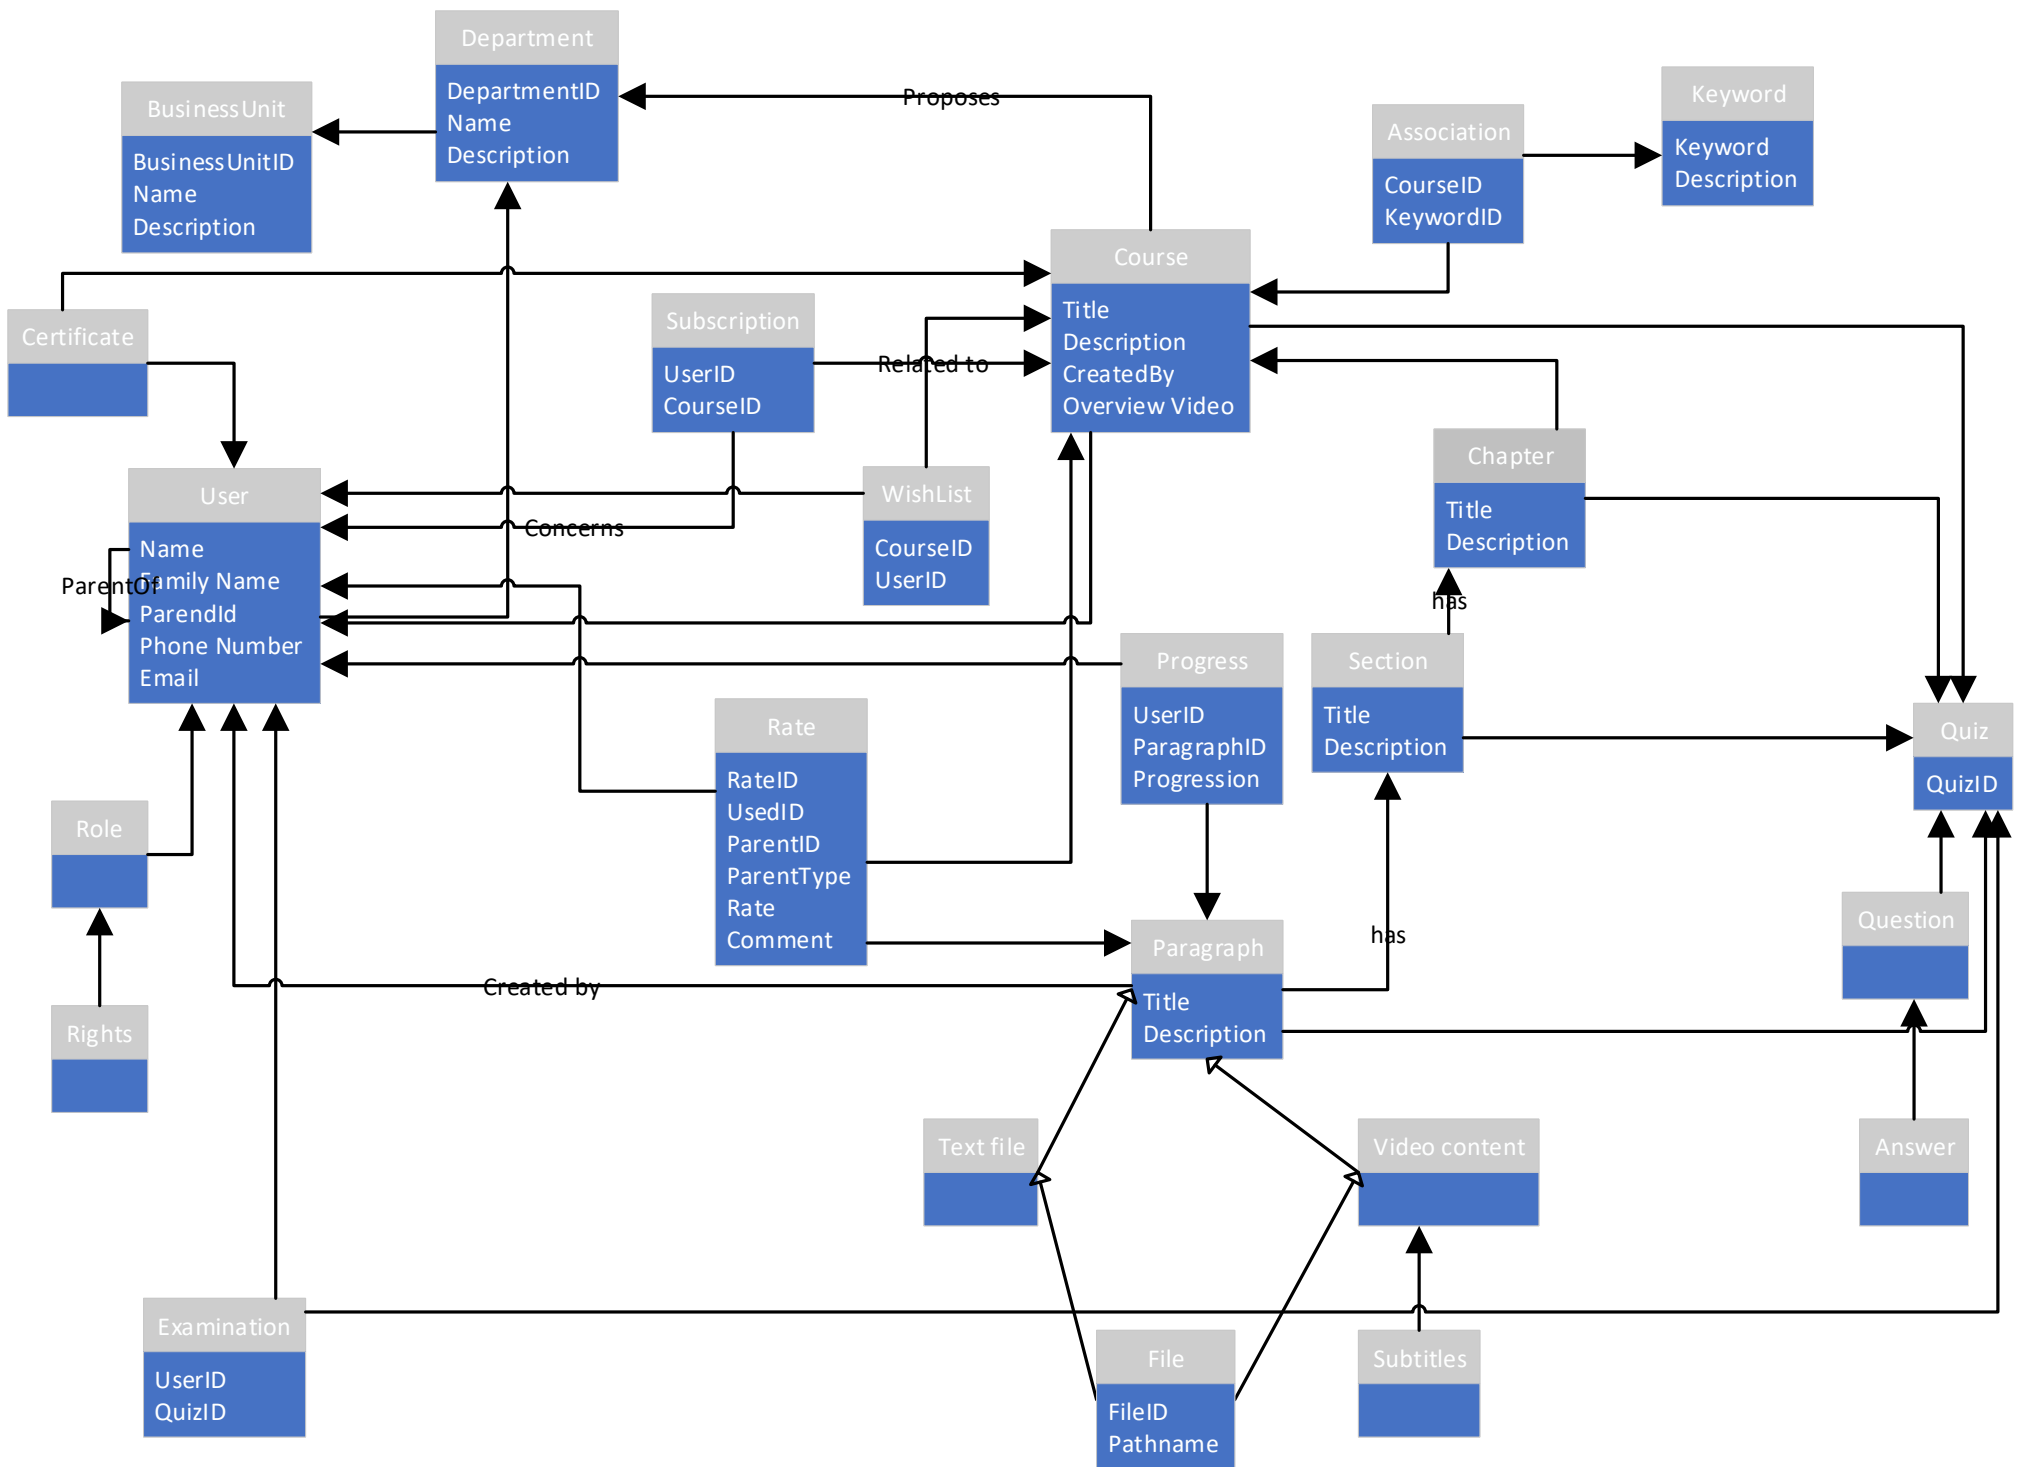 Department
DepartmentID
Name
Description
BusinessUnit
BusinessUnitID
Name
Description
Proposes
Association
CourseID
KeywordID
Keyword
Keyword
Description
Course
Title
Description
CreatedBy
Overview Video
Certificate
Subscription
UserID
CourseID
Related to
WishList
CourseID
UserID
Concerns
Chapter
Title
Description
has
User
Name
Family Name
ParendId
Phone Number
Email
ParentOf
Progress
UserID
ParagraphID
Progression
Section
Title
Description
Rate
RateID
UsedID
ParentID
ParentType
Rate
Comment
Quiz
QuizID
Role
Rights
Paragraph
Title
Description
has
Created by
Question
Answer
Text file
Video content
Examination
UserID
QuizID
File
FileID
Pathname
Subtitles